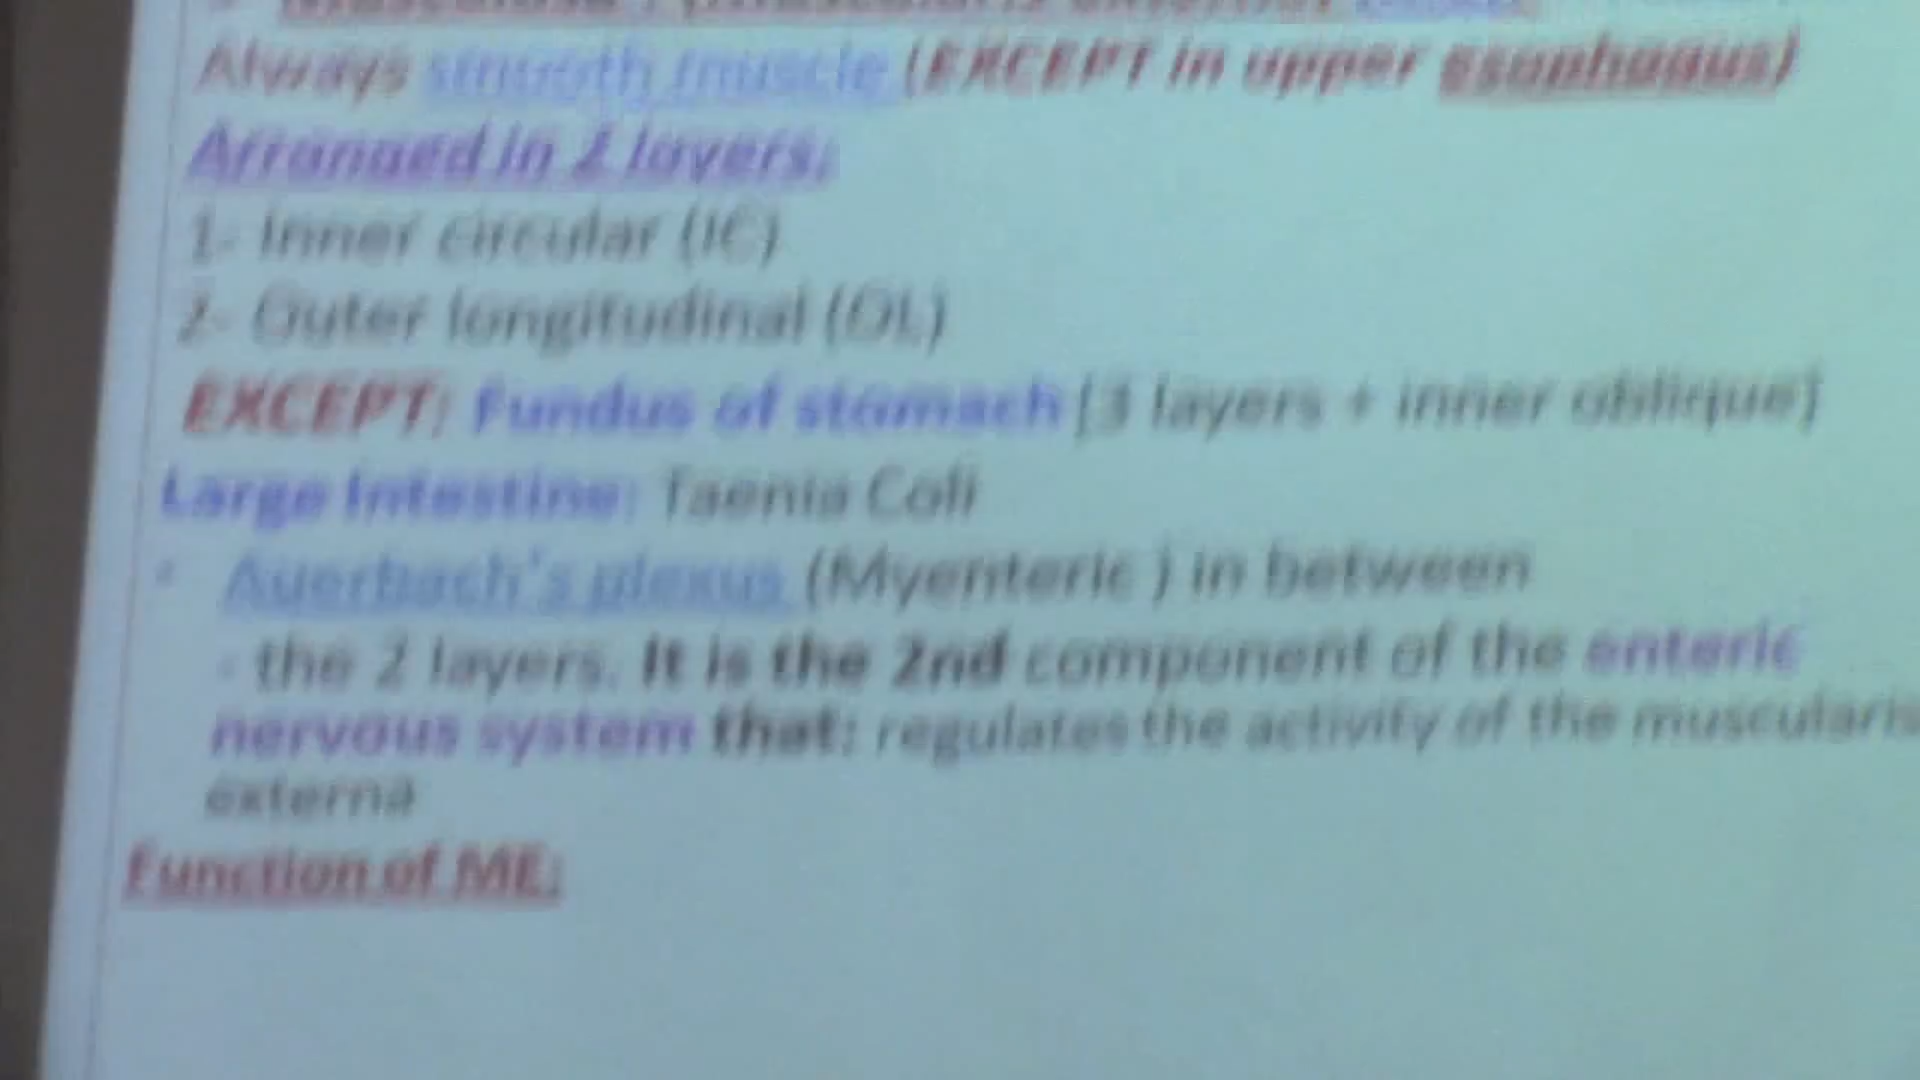 Musculosa : (muscularis externa)
Always smooth muscle (EXCEPT in upper esophagus)
Arranged in 2 layers:
1- Inner circular (IC)
2- Outer longitudinal (OL)
EXCEPT: Fundus of stomach [3 layers + inner oblique]
Large Intestine: Taenia Coli
• Auerbach's plexus (Myenteric ) in between
- the 2 layers. It is the 2nd component of the enteric
nervous system that: regulates the activity of the muscularis
externa
Function of ME: